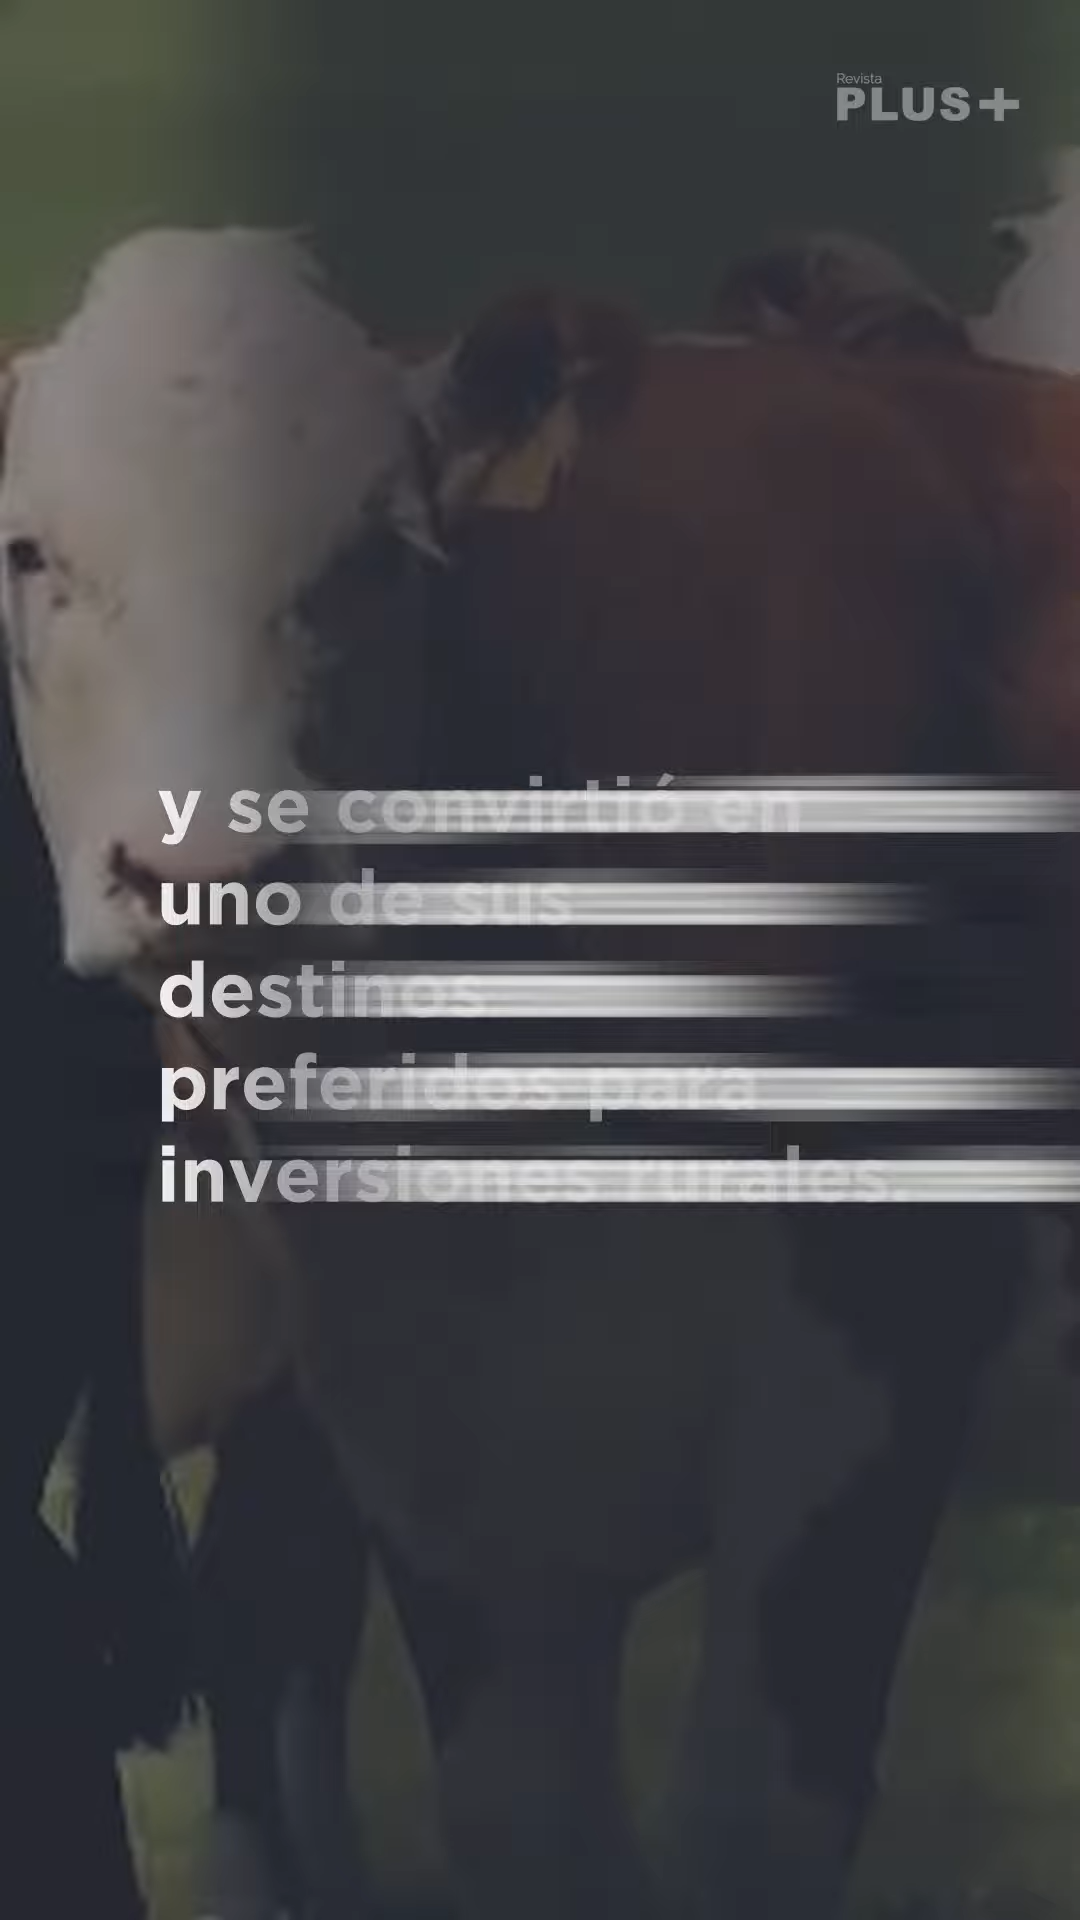 Revista
PLUS+
y se convirtió en
uno de sus
destinos
preferidos para
inversiones rurales.